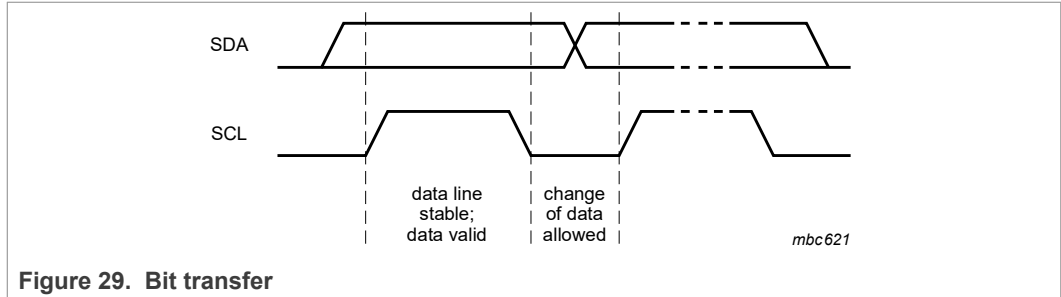 SDA
SCL
data line
stable;
data valid
change
of data
allowed
mbc621
Figure 29. Bit transfer